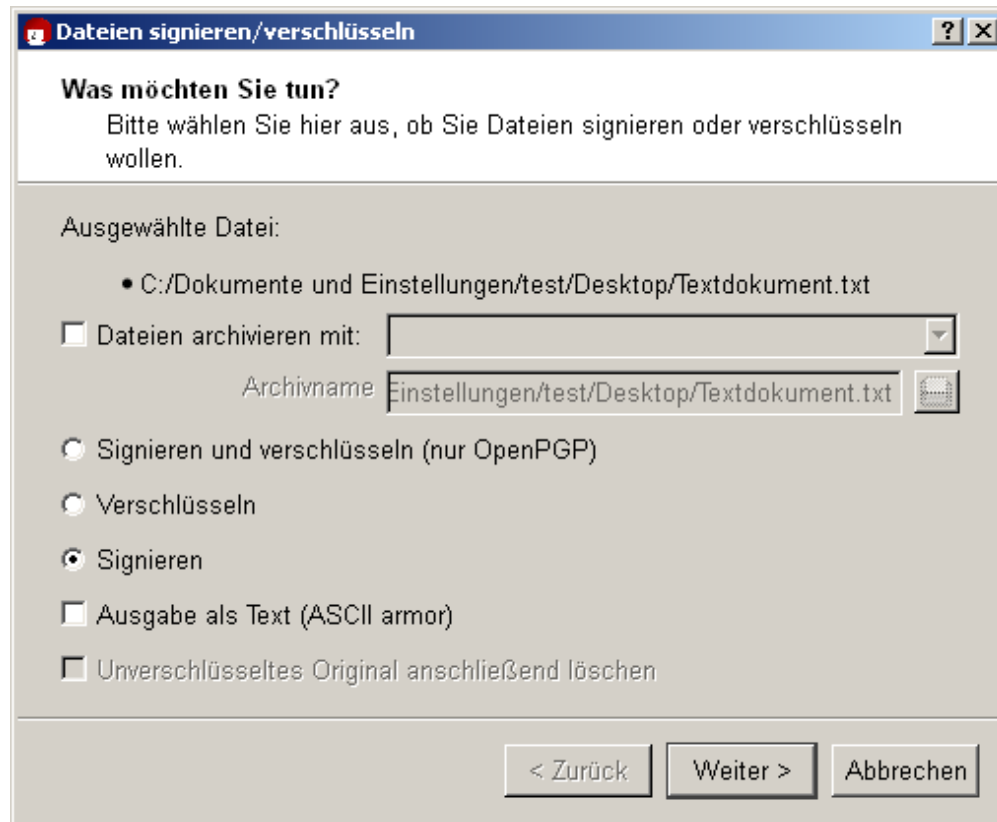 Dateien signieren/verschlüsseln
Was möchten Sie tun?
Bitte wählen Sie hier aus, ob Sie Dateien signieren oder verschlüsseln
wollen.
Ausgewählte Datei:
• C:/Dokumente und Einstellungen/test/Desktop/Textdokument.txt
Dateien archivieren mit:
Archivname Einstellungen/test/Desktop/Textdokument.txt
Signieren und verschlüsseln (nur OpenPGP)
Verschlüsseln
Signieren
Ausgabe als Text (ASCII armor)
Unverschlüsseltes Original anschließend löschen
< Zurück Weiter > Abbrechen